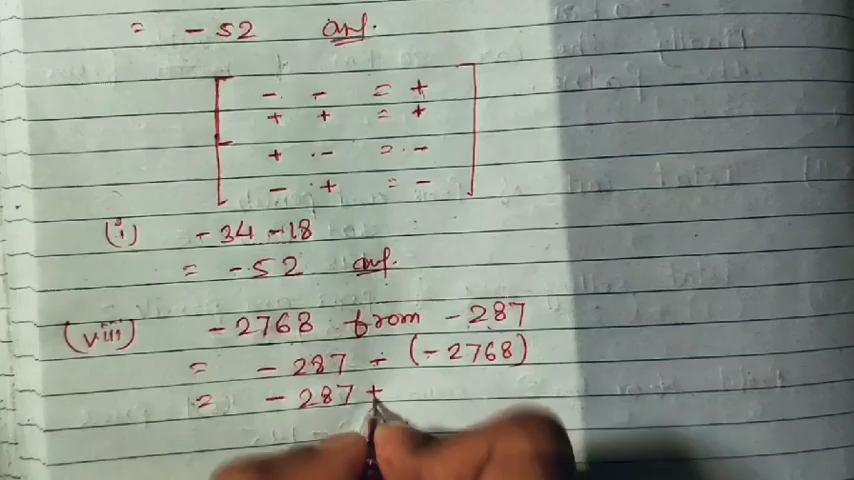 = - 52 ans.
- - = +
+ + = +
+ - = -
- + = -
(i) - 34 - 18
= - 52 ans.
(viii) - 2768 from - 287
= - 287 - (- 2768)
= - 287 +